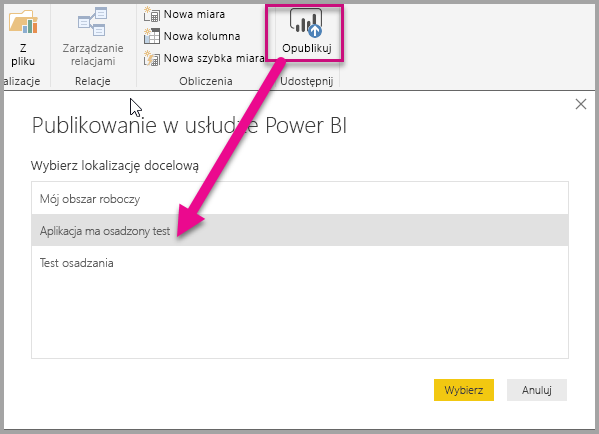 Z
pliku
alizacje
Zarządzanie
relacjami
Relacje
Nowa miara
Nowa kolumna
Nowa szybka miara
Obliczenia
Opublikuj
Udostępnij
Publikowanie w usłudze Power BI
Wybierz lokalizację docelową
Mój obszar roboczy
Aplikacja ma osadzony test
Test osadzania
Wybierz
Anuluj